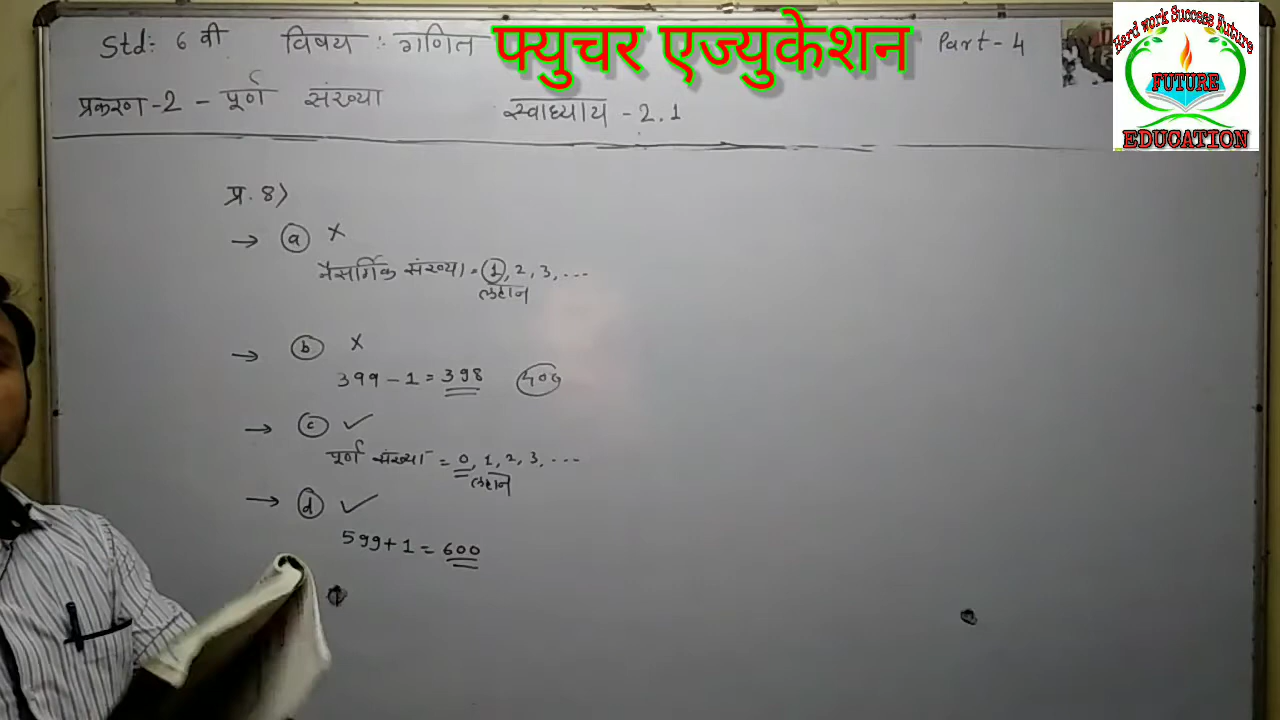 Std: 6 वी विषय : गणित फ्युचर एज्युकेशन Part - 4
प्रकरण - 2 - पूर्ण संख्या स्वाध्याय - 2.1
Hard work Success Future
FUTURE
EDUCATION
प्र. 8)
→ (a) ×
नैसर्गिक संख्या = 1, 2, 3, ...
लहान
→ (b) ×
399 - 1 = 398 400
→ (c) ✓
पूर्ण संख्या = 0, 1, 2, 3, ...
लहान
→ (d) ✓
599 + 1 = 600